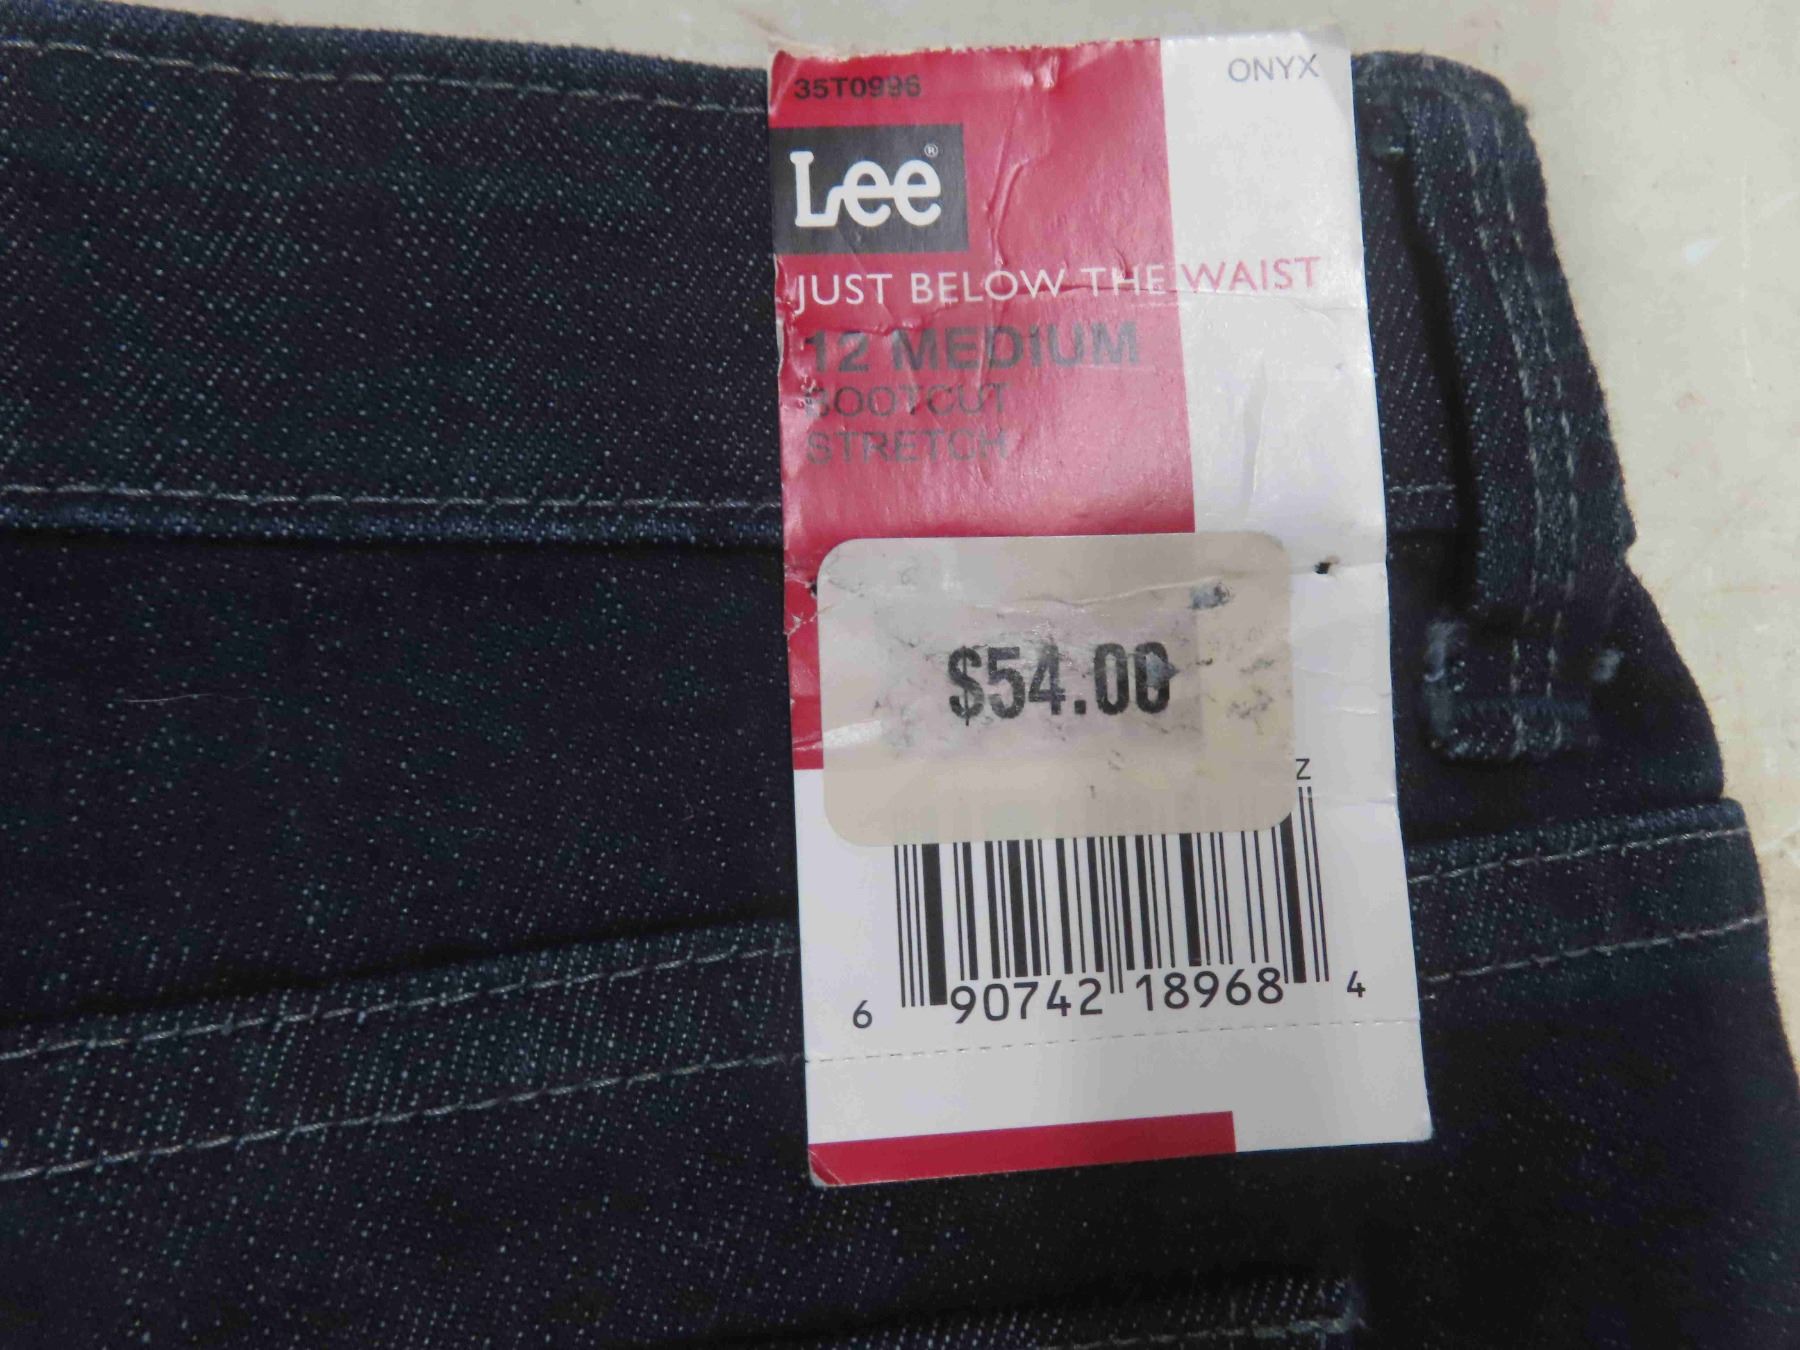 35T0996 ONYX
Lee®
JUST BELOW THE WAIST
12 MEDIUM
BOOTCUT
STRETCH
$54.00
Z
6 90742 18968 4